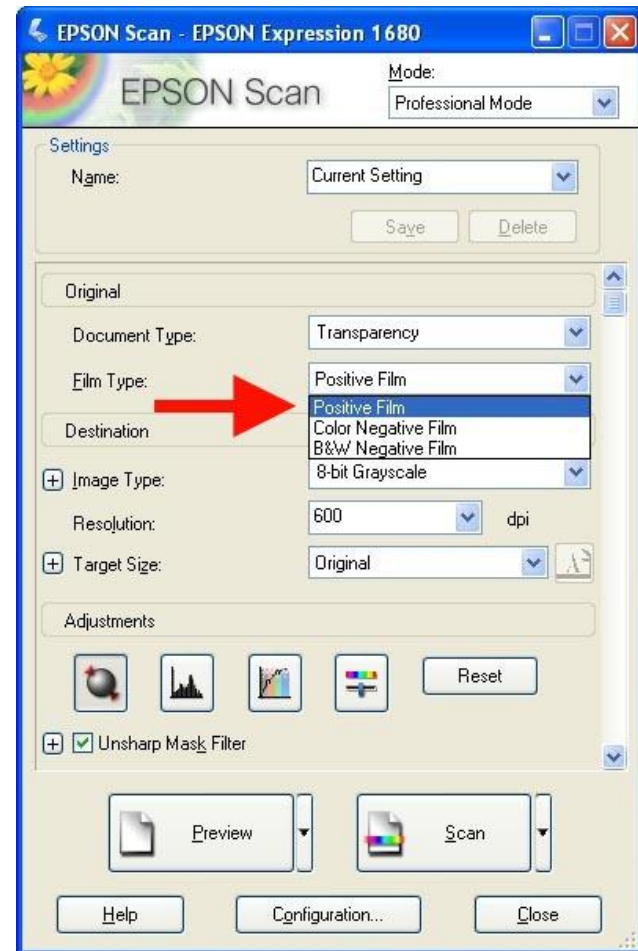 EPSON Scan - EPSON Expression 1680
EPSON Scan
Mode:
Professional Mode
Settings
Name:
Current Setting
Save
Delete
Original
Document Type:
Transparency
Film Type:
Positive Film
Positive Film
Color Negative Film
B&W Negative Film
Destination
Image Type:
8-bit Grayscale
Resolution:
600
dpi
Target Size:
Original
Adjustments
Reset
Unsharp Mask Filter
Preview
Scan
Help
Configuration...
Close